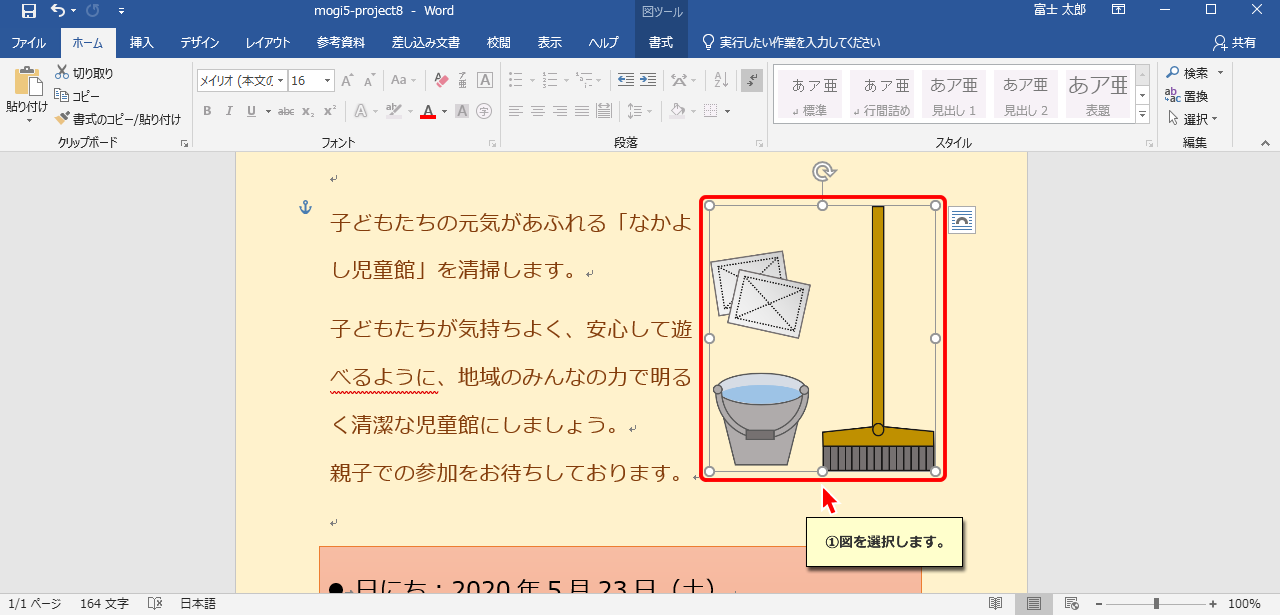 mogi5-project8 - Word
図ツール
富士 太郎
ファイル ホーム 挿入 デザイン レイアウト 参考資料 差し込み文書 校閲 表示 ヘルプ 書式 実行したい作業を入力してください 共有
貼り付け
切り取り
コピー
書式のコピー/貼り付け
クリップボード
メイリオ (本文の 16 A A Aa A
B I U abc x₂ x² A aby A A 字
フォント
段落
あア亜 あア亜 あア亜 あア亜 あア亜
標準 行間詰め 見出し 1 見出し 2 表題
スタイル
検索
置換
選択
編集
子どもたちの元気があふれる「なかよ
し児童館」を清掃します。
子どもたちが気持ちよく、安心して遊
べるように、地域のみんなの力で明る
く清潔な児童館にしましょう。
親子での参加をお待ちしております。
①図を選択します。
●日にち：2020 年 5 月 23 日（土）
1/1 ページ 164 文字 日本語 100%